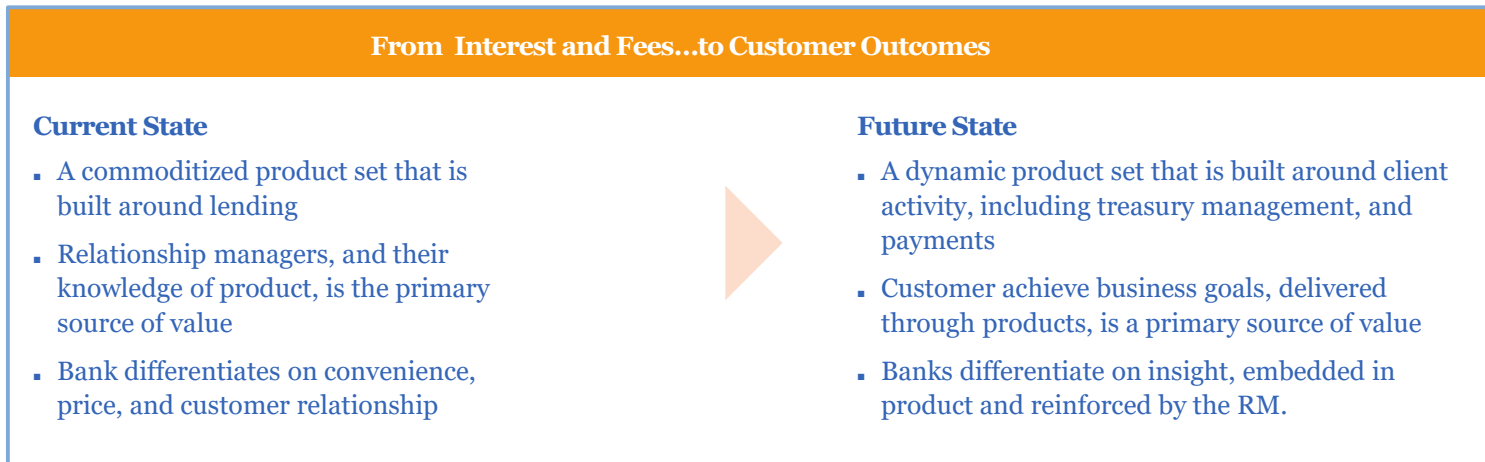 From Interest and Fees...to Customer Outcomes
Current State
▪ A commoditized product set that is
built around lending
▪ Relationship managers, and their
knowledge of product, is the primary
source of value
▪ Bank differentiates on convenience,
price, and customer relationship
Future State
▪ A dynamic product set that is built around client
activity, including treasury management, and
payments
▪ Customer achieve business goals, delivered
through products, is a primary source of value
▪ Banks differentiate on insight, embedded in
product and reinforced by the RM.